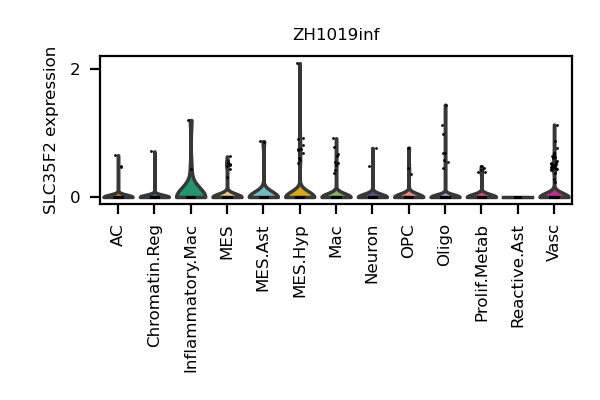 ZH1019inf
SLC35F2 expression
2
0
AC
Chromatin.Reg
Inflammatory.Mac
MES
MES.Ast
MES.Hyp
Mac
Neuron
OPC
Oligo
Prolif.Metab
Reactive.Ast
Vasc